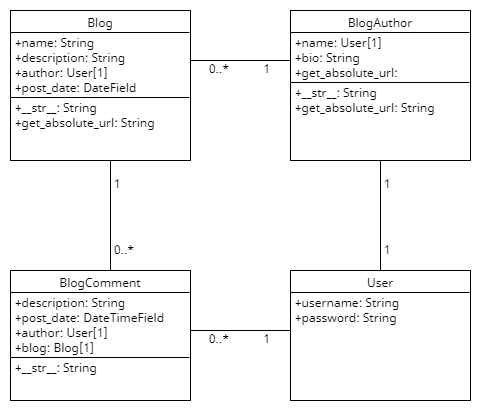 Blog
+name: String
+description: String
+author: User[1]
+post_date: DateField
+__str__: String
+get_absolute_url: String
0..* 1
BlogAuthor
+name: User[1]
+bio: String
+get_absolute_url:
+__str__: String
+get_absolute_url: String
1
0..*
1
1
BlogComment
+description: String
+post_date: DateTimeField
+author: User[1]
+blog: Blog[1]
+__str__: String
0..* 1
User
+username: String
+password: String